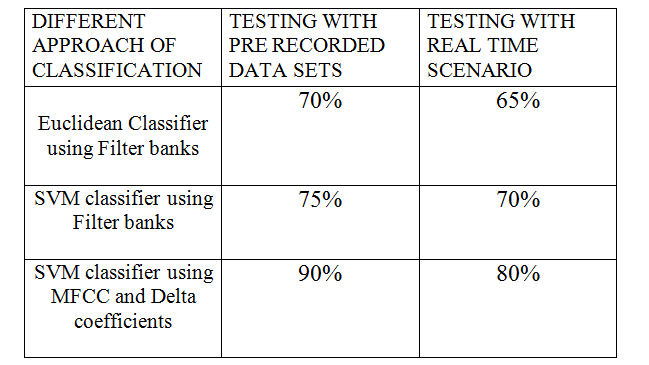 DIFFERENT
APPROACH OF
CLASSIFICATION
TESTING WITH
PRE RECORDED
DATA SETS
TESTING WITH
REAL TIME
SCENARIO
Euclidean Classifier
using Filter banks
70%
65%
SVM classifier using
Filter banks
75%
70%
SVM classifier using
MFCC and Delta
coefficients
90%
80%